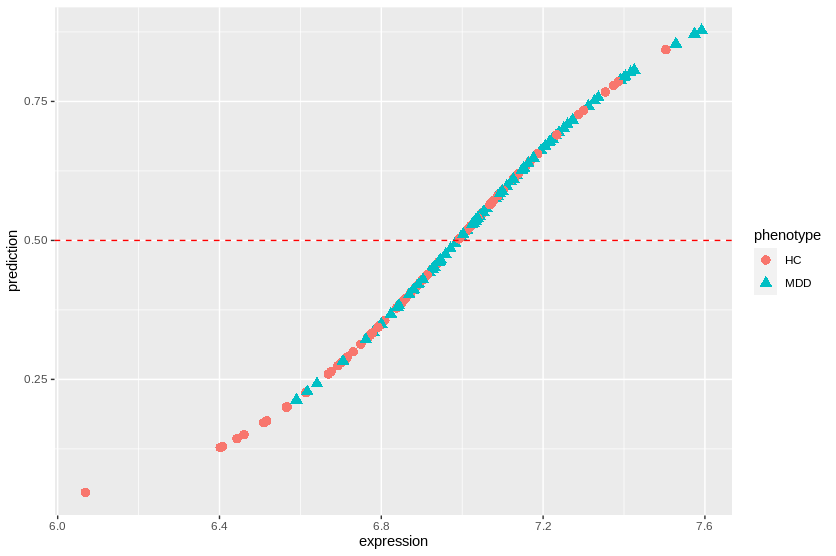 prediction
0.75
0.50
0.25
6.0 6.4 6.8 7.2 7.6
expression
phenotype
HC
MDD